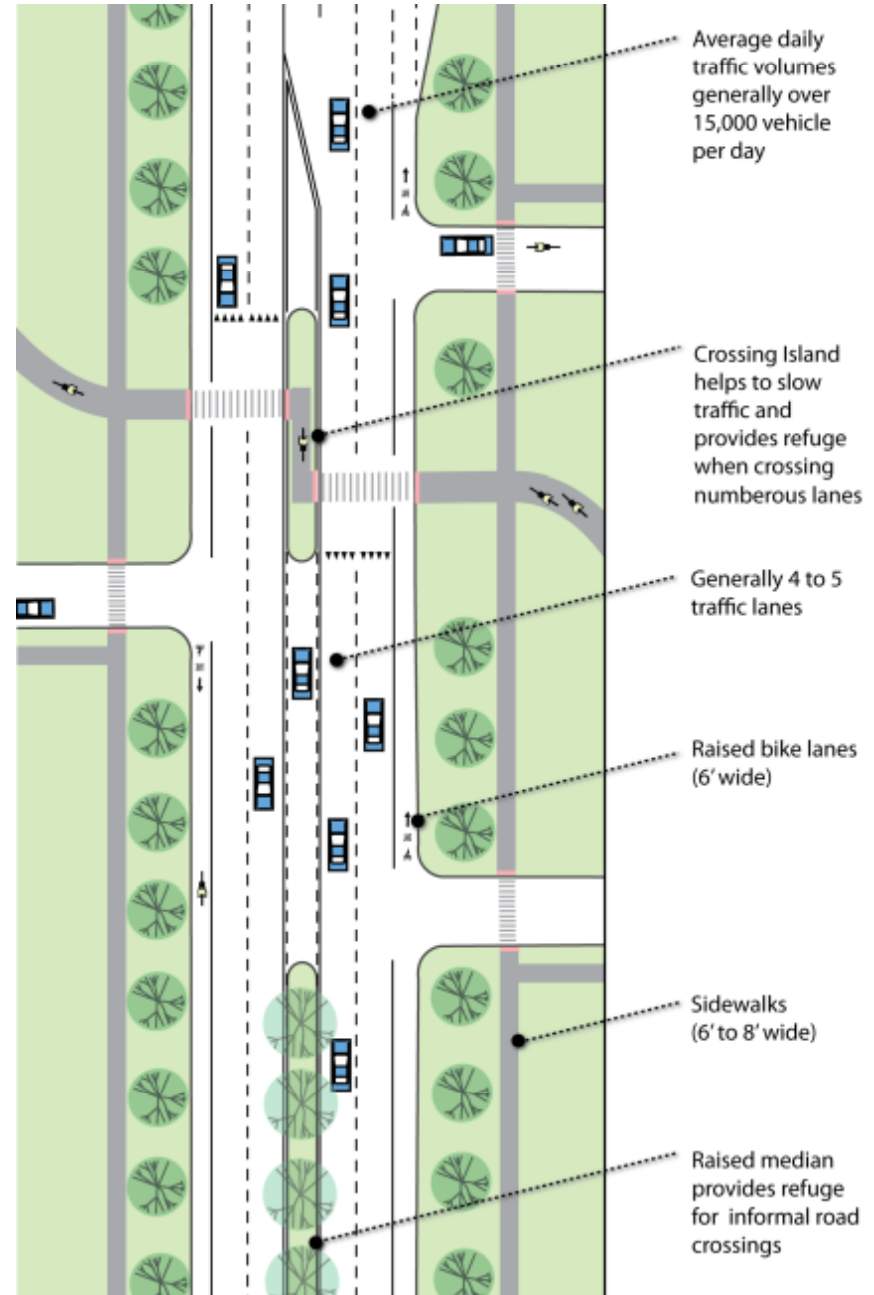 Average daily
traffic volumes
generally over
15,000 vehicle
per day
Crossing Island
helps to slow
traffic and
provides refuge
when crossing
numberous lanes
Generally 4 to 5
traffic lanes
Raised bike lanes
(6' wide)
Sidewalks
(6' to 8' wide)
Raised median
provides refuge
for informal road
crossings